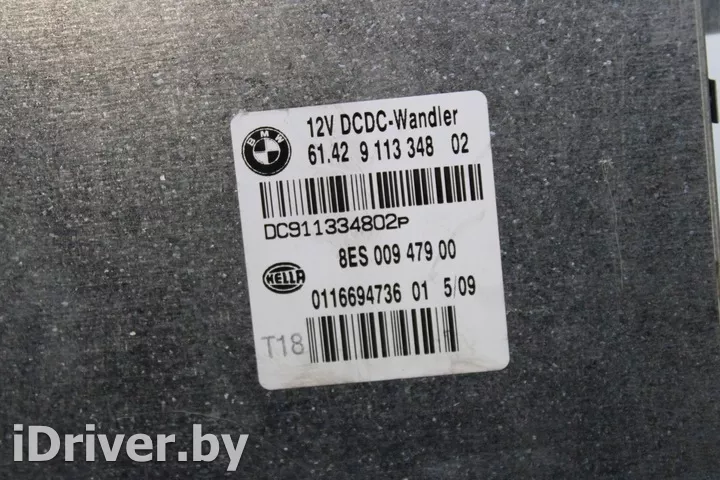 BMW
12V DCDC-Wandler
61.42 9 113 348 02
DC911334802P
8ES 009 479 00
HELLA
0116694736 01 5/09
T18
iDriver.by